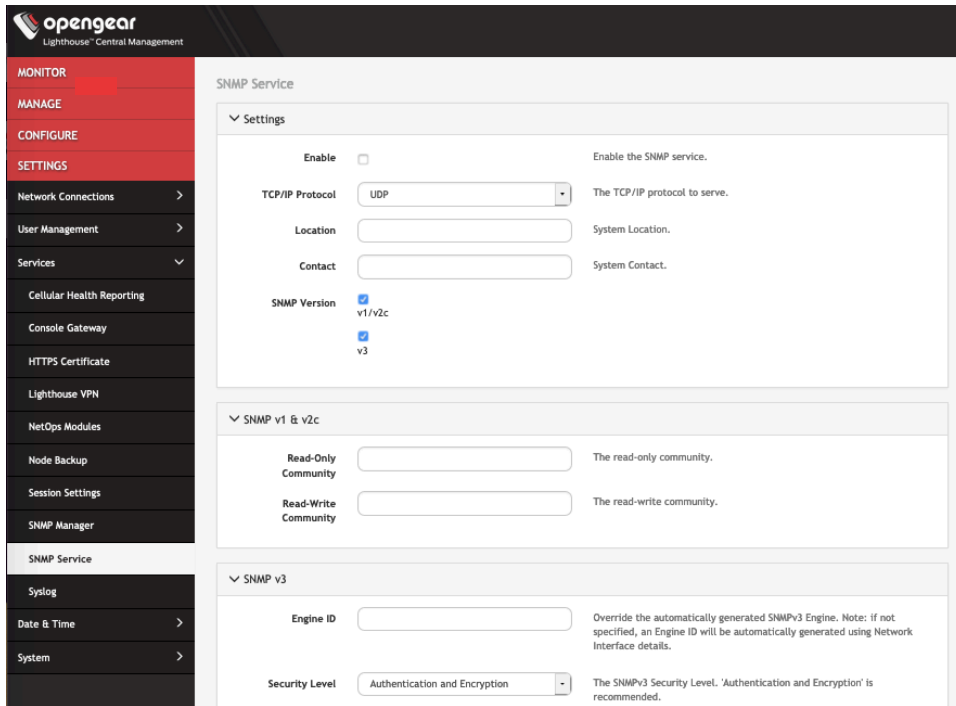 opengear
Lighthouse™ Central Management
MONITOR
MANAGE
CONFIGURE
SETTINGS
Network Connections
User Management
Services
Cellular Health Reporting
Console Gateway
HTTPS Certificate
Lighthouse VPN
NetOps Modules
Node Backup
Session Settings
SNMP Manager
SNMP Service
Syslog
Date & Time
System
SNMP Service
Settings
Enable
Enable the SNMP service.
TCP/IP Protocol
UDP
The TCP/IP protocol to serve.
Location
System Location.
Contact
System Contact.
SNMP Version
v1/v2c
v3
SNMP v1 & v2c
Read-Only
Community
The read-only community.
Read-Write
Community
The read-write community.
SNMP v3
Engine ID
Override the automatically generated SNMPv3 Engine. Note: if not
specified, an Engine ID will be automatically generated using Network
Interface details.
Security Level
Authentication and Encryption
The SNMPv3 Security Level. 'Authentication and Encryption' is
recommended.